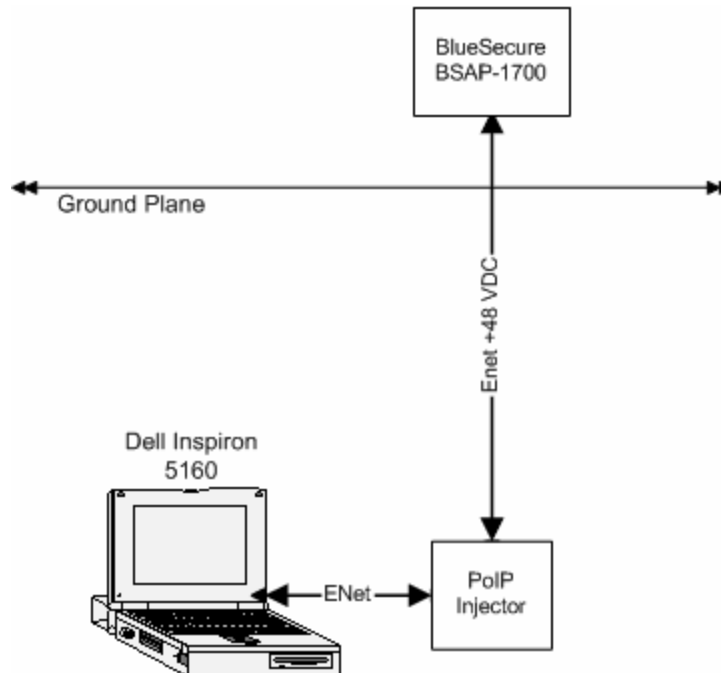 BlueSecure
BSAP-1700
Ground Plane
Enet +48 VDC
Dell Inspiron
5160
ENet
PoIP
Injector